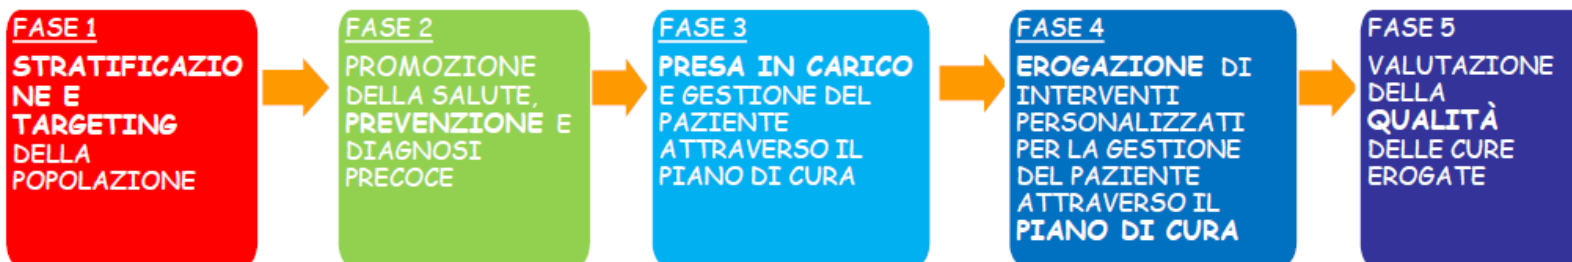 FASE 1
STRATIFICAZIO
NE E
TARGETING
DELLA
POPOLAZIONE
FASE 2
PROMOZIONE
DELLA SALUTE,
PREVENZIONE E
DIAGNOSI
PRECOCE
FASE 3
PRESA IN CARICO
E GESTIONE DEL
PAZIENTE
ATTRAVERSO IL
PIANO DI CURA
FASE 4
EROGAZIONE DI
INTERVENTI
PERSONALIZZATI
PER LA GESTIONE
DEL PAZIENTE
ATTRAVERSO IL
PIANO DI CURA
FASE 5
VALUTAZIONE
DELLA
QUALITÀ
DELLE CURE
EROGATE